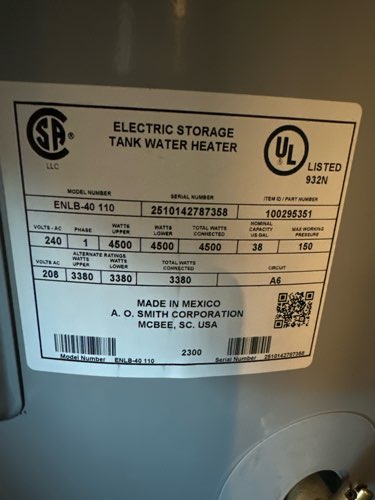 SA
LLC
ELECTRIC STORAGE
TANK WATER HEATER
UL
LISTED
932N
MODEL NUMBER SERIAL NUMBER ITEM ID / PART NUMBER
ENLB-40 110 2510142787358 100295351
VOLTS - AC PHASE WATTS UPPER WATTS LOWER TOTAL WATTS CONNECTED NOMINAL CAPACITY US GAL. MAX WORKING PRESSURE
240 1 4500 4500 4500 38 150
VOLTS - AC ALTERNATE RATINGS WATTS UPPER WATTS LOWER TOTAL WATTS CONNECTED CIRCUIT
208 3380 3380 3380 A6
MADE IN MEXICO
A. O. SMITH CORPORATION
MCBEE, SC. USA
2300
Model Number ENLB-40 110 Serial Number 2510142787358